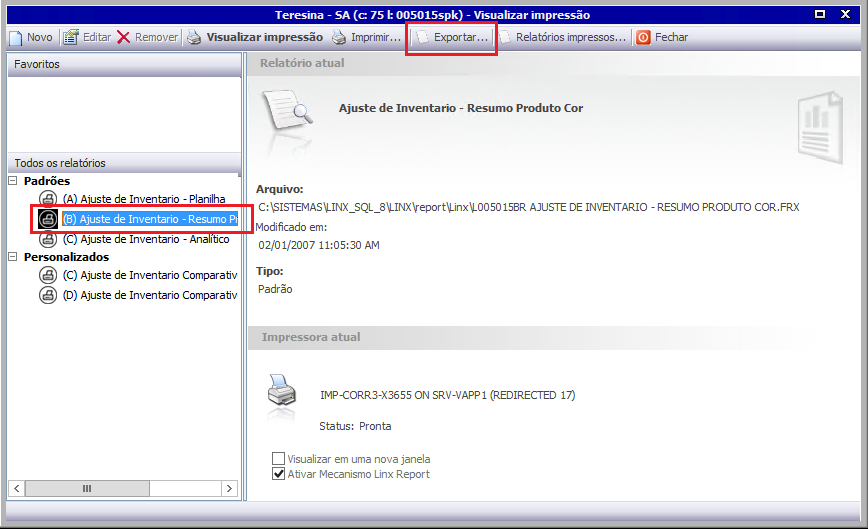 Teresina - SA (c: 75 l: 005015spk) - Visualizar impressão
Novo Editar Remover Visualizar impressão Imprimir... Exportar... Relatórios impressos... Fechar
Favoritos
Todos os relatórios
Padrões
(A) Ajuste de Inventario - Planilha
(B) Ajuste de Inventario - Resumo Pr
(C) Ajuste de Inventario - Analítico
Personalizados
(C) Ajuste de Inventario Comparativ
(D) Ajuste de Inventario Comparativ
Relatório atual
Ajuste de Inventario - Resumo Produto Cor
Arquivo:
C:\SISTEMAS\LINX_SQL_8\LINX\report\Linx\L005015BR AJUSTE DE INVENTARIO - RESUMO PRODUTO COR.FRX
Modificado em:
02/01/2007 11:05:30 AM
Tipo:
Padrão
Impressora atual
IMP-CORR3-X3655 ON SRV-VAPP1 (REDIRECTED 17)
Status: Pronta
Visualizar em uma nova janela
Ativar Mecanismo Linx Report